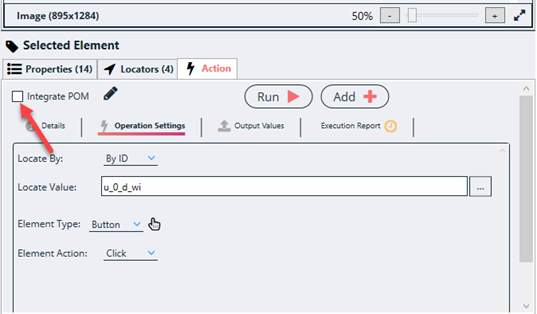 Image (895x1284) 50% - +
Selected Element
Properties (14) Locators (4) Action
Integrate POM Run Add
Details Operation Settings Output Values Execution Report
Locate By: By ID
Locate Value: u_0_d_wi ...
Element Type: Button
Element Action: Click